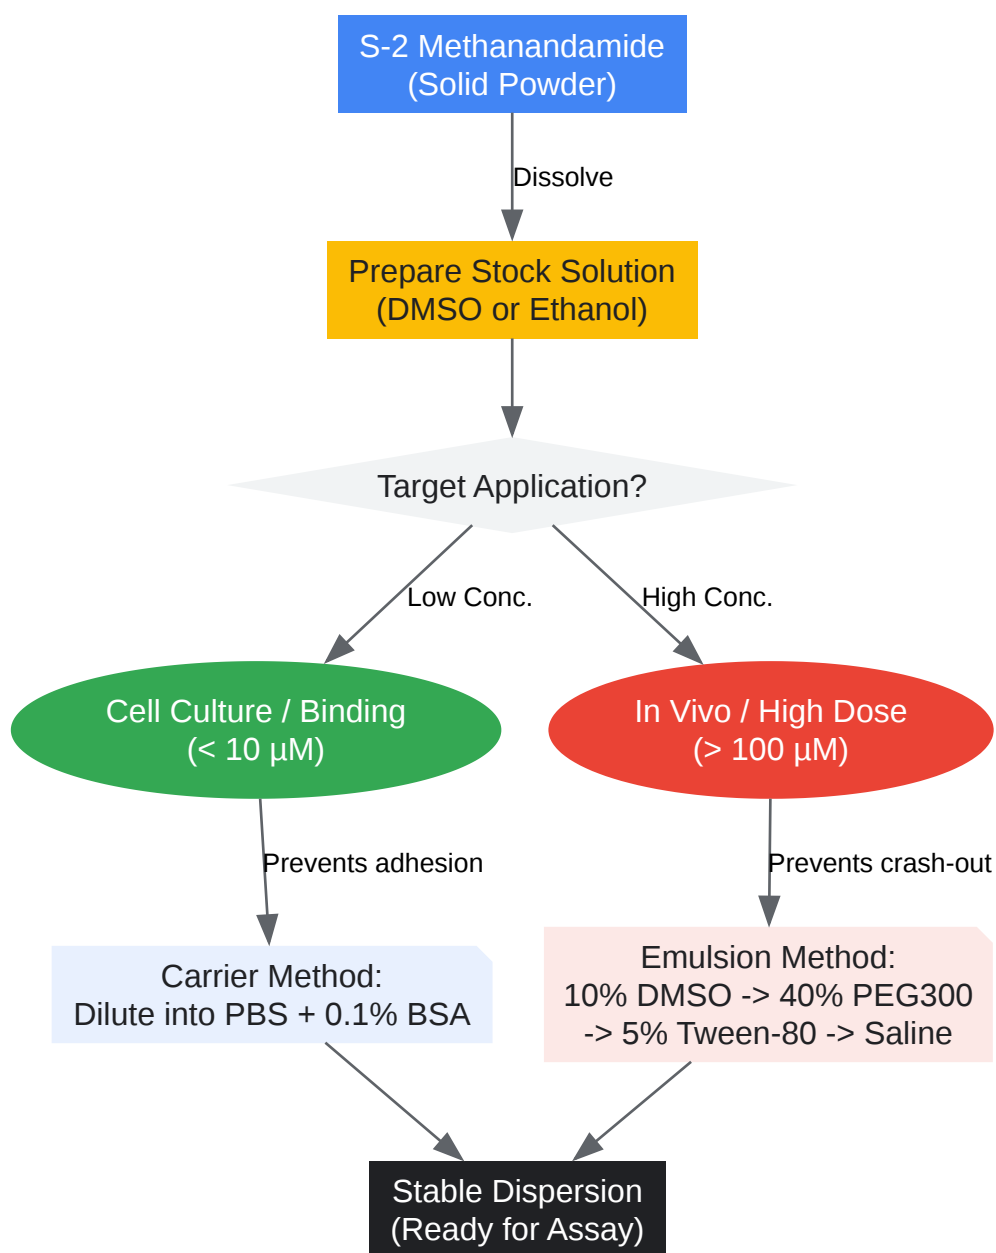 S-2 Methanandamide
(Solid Powder)
Dissolve
Prepare Stock Solution
(DMSO or Ethanol)
Target Application?
Low Conc.
High Conc.
Cell Culture / Binding
(< 10 µM)
In Vivo / High Dose
(> 100 µM)
Prevents adhesion
Prevents crash-out
Carrier Method:
Dilute into PBS + 0.1% BSA
Emulsion Method:
10% DMSO -> 40% PEG300
-> 5% Tween-80 -> Saline
Stable Dispersion
(Ready for Assay)